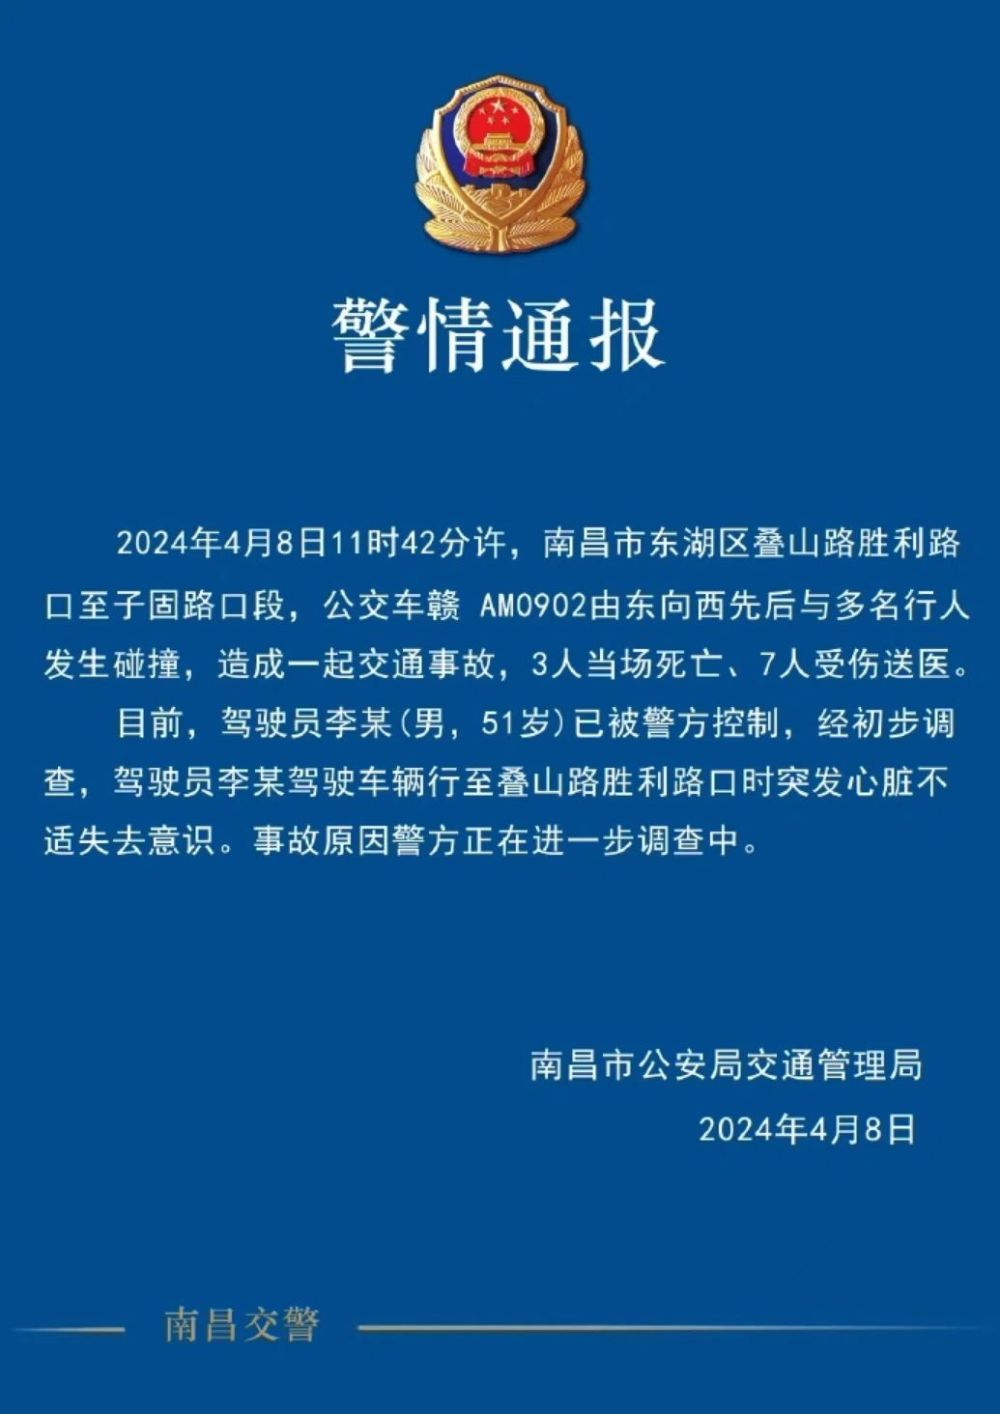 警情通报
2024年4月8日11时42分许，南昌市东湖区叠山路胜利路
口至子固路口段，公交车赣 AM0902由东向西先后与多名行人
发生碰撞，造成一起交通事故，3人当场死亡、7人受伤送医。
目前，驾驶员李某(男，51岁)已被警方控制，经初步调
查，驾驶员李某驾驶车辆行至叠山路胜利路口时突发心脏不
适失去意识。事故原因警方正在进一步调查中。
南昌市公安局交通管理局
2024年4月8日
南昌交警